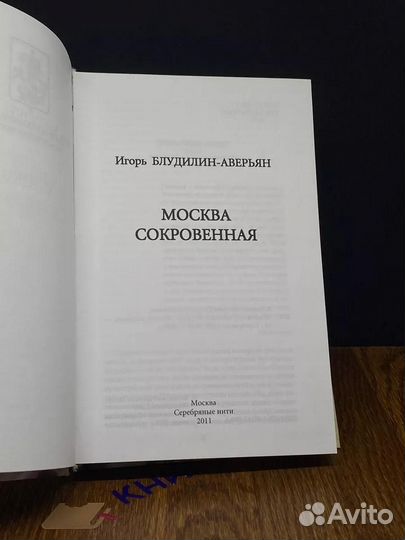 Игорь БЛУДИЛИН-АВЕРЬЯН
МОСКВА
СОКРОВЕННАЯ
Москва
Серебряные нити
2011
Avito